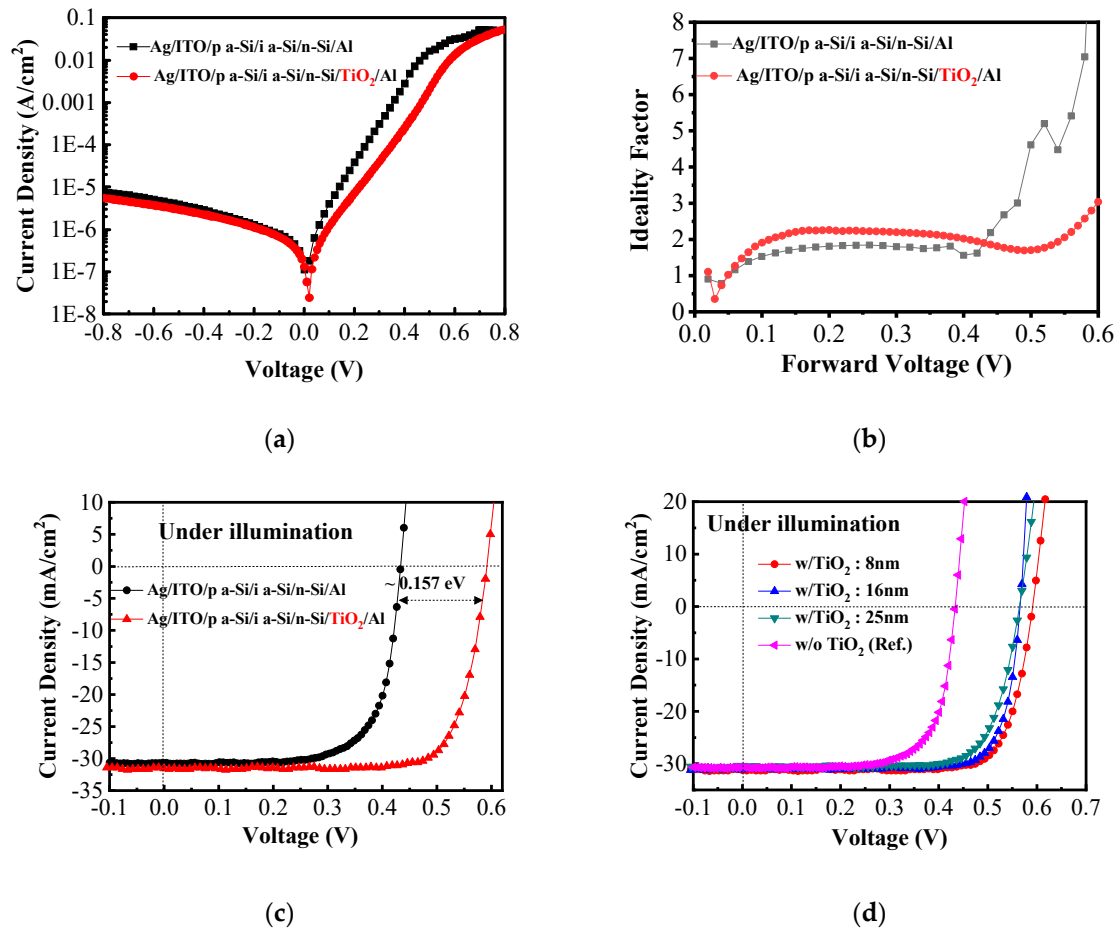 0.1
0.01
0.001
1E-4
1E-5
1E-6
1E-7
1E-8
-0.8 -0.6 -0.4 -0.2 0.0 0.2 0.4 0.6 0.8
Current Density (A/cm²)
Voltage (V)
Ag/ITO/p a-Si/i a-Si/n-Si/Al
Ag/ITO/p a-Si/i a-Si/n-Si/TiO₂/Al
(a)
8
7
6
5
4
3
2
1
0
0.0 0.1 0.2 0.3 0.4 0.5 0.6
Ideality Factor
Forward Voltage (V)
Ag/ITO/p a-Si/i a-Si/n-Si/Al
Ag/ITO/p a-Si/i a-Si/n-Si/TiO₂/Al
(b)
10
5
0
-5
-10
-15
-20
-25
-30
-35
-0.1 0.0 0.1 0.2 0.3 0.4 0.5 0.6
Current Density (mA/cm²)
Voltage (V)
Under illumination
Ag/ITO/p a-Si/i a-Si/n-Si/Al
~ 0.157 eV
Ag/ITO/p a-Si/i a-Si/n-Si/TiO₂/Al
(c)
20
10
0
-10
-20
-30
-0.1 0.0 0.1 0.2 0.3 0.4 0.5 0.6 0.7
Current Density (mA/cm²)
Voltage (V)
Under illumination
w/TiO₂ : 8nm
w/TiO₂ : 16nm
w/TiO₂ : 25nm
w/o TiO₂ (Ref.)
(d)